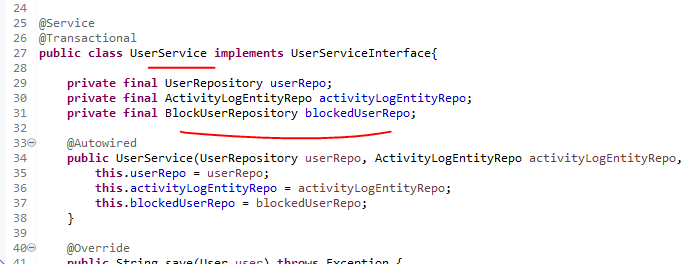 24
25 @Service
26 @Transactional
27 public class UserService implements UserServiceInterface{
28
29 private final UserRepository userRepo;
30 private final ActivityLogEntityRepo activityLogEntityRepo;
31 private final BlockUserRepository blockedUserRepo;
32
33 @Autowired
34 public UserService(UserRepository userRepo, ActivityLogEntityRepo activityLogEntityRepo,
35 this.userRepo = userRepo;
36 this.activityLogEntityRepo = activityLogEntityRepo;
37 this.blockedUserRepo = blockedUserRepo;
38 }
39
40 @Override
41 public String save(User user) throws Exception {